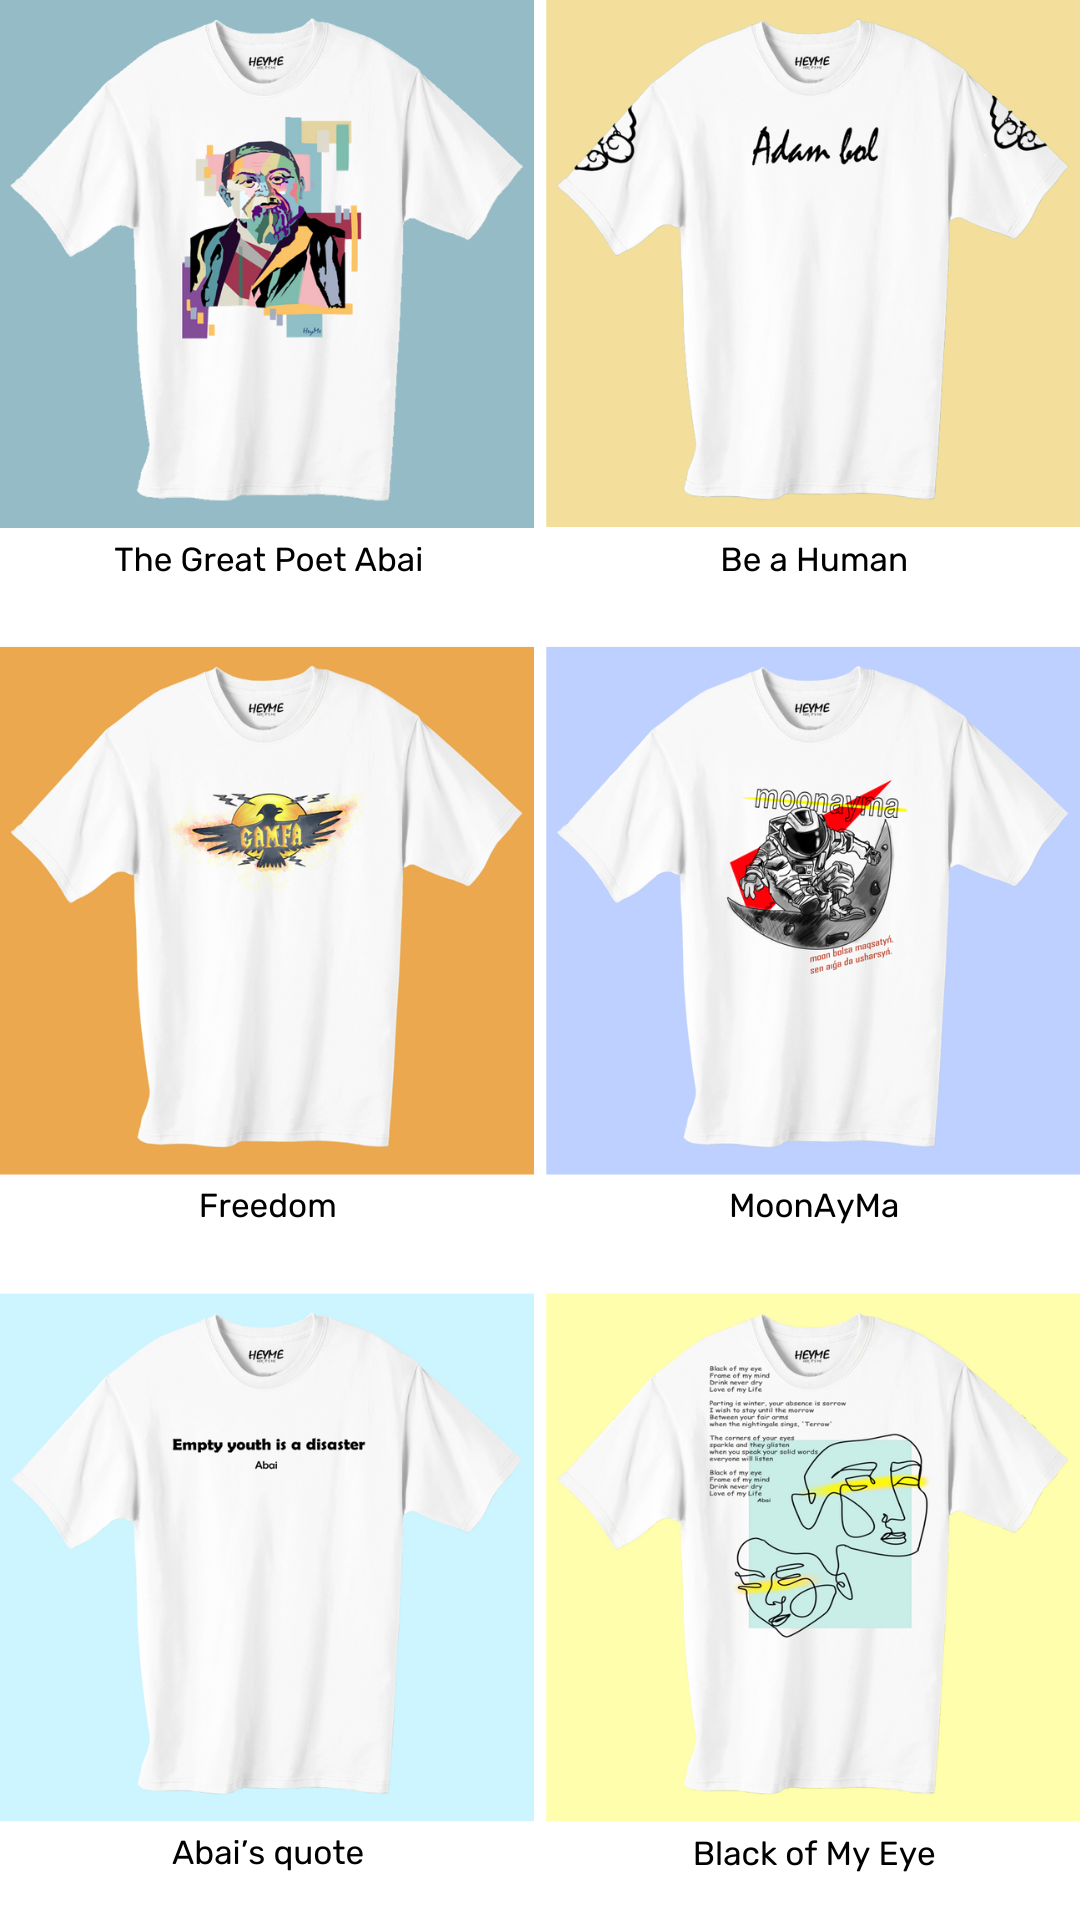 HEYME
HeyMe
The Great Poet Abai
HEYME
Adam bol
Be a Human
HEYME
GAMFA
Freedom
HEYME
moonayma
moon bolsa maqsatyń,
sen aıǵa da usharsyń.
MoonAyMa
HEYME
Empty youth is a disaster
Abai
Abai’s quote
HEYME
Black of my eye
Frame of my mind
Drink never dry
Love of my Life
Parting is winter, your absence is sorrow
I wish to stay until the morrow
Between your fair arms
when the nightingale sings, "Terrow"
The corners of your eyes
sparkle and they glisten
when you speak your solid words
everyone will listen
Black of my eye
Frame of my mind
Drink never dry
Love of my Life
Abai
Black of My Eye